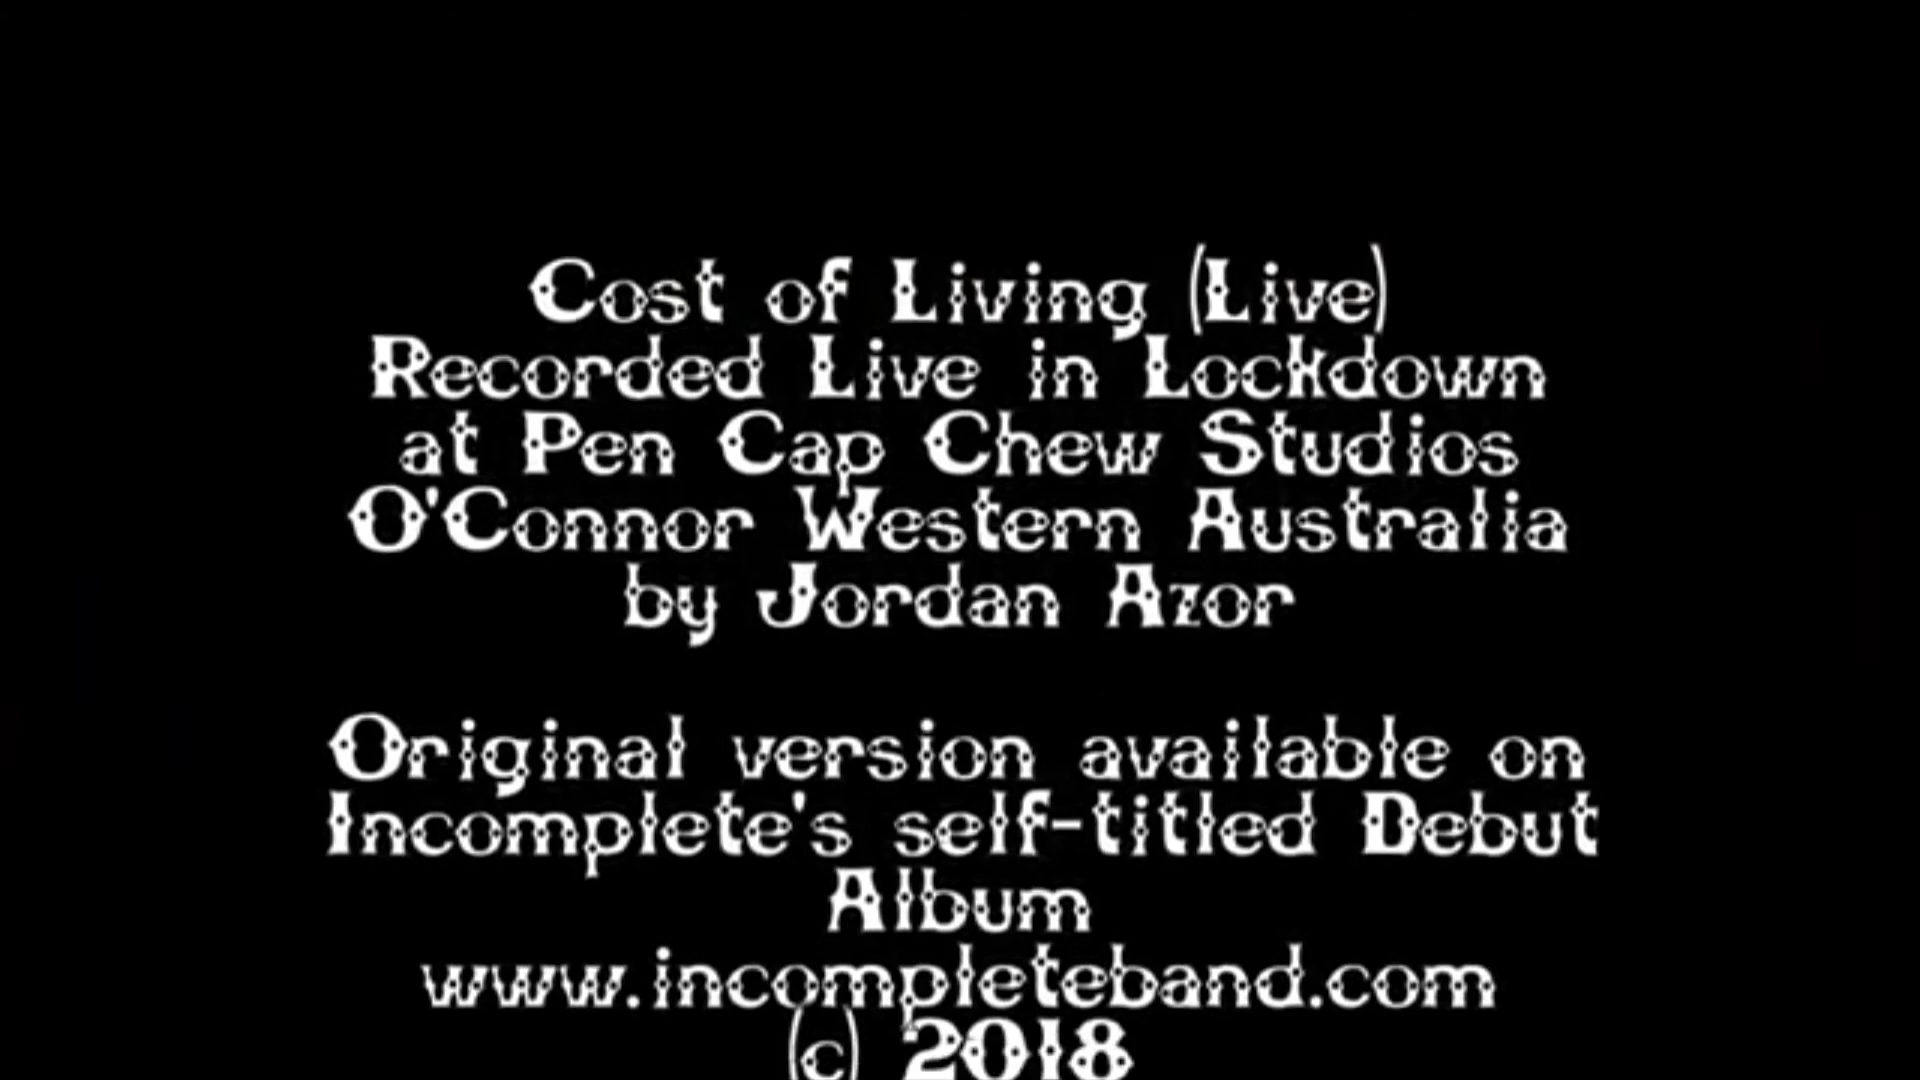 Cost of Living (Live)
Recorded Live in Lockdown
at Pen Cap Chew Studios
O'Connor Western Australia
by Jordan Azor
Original version available on
Incomplete's self-titled Debut
Album
www.incompleteband.com
(c) 2018